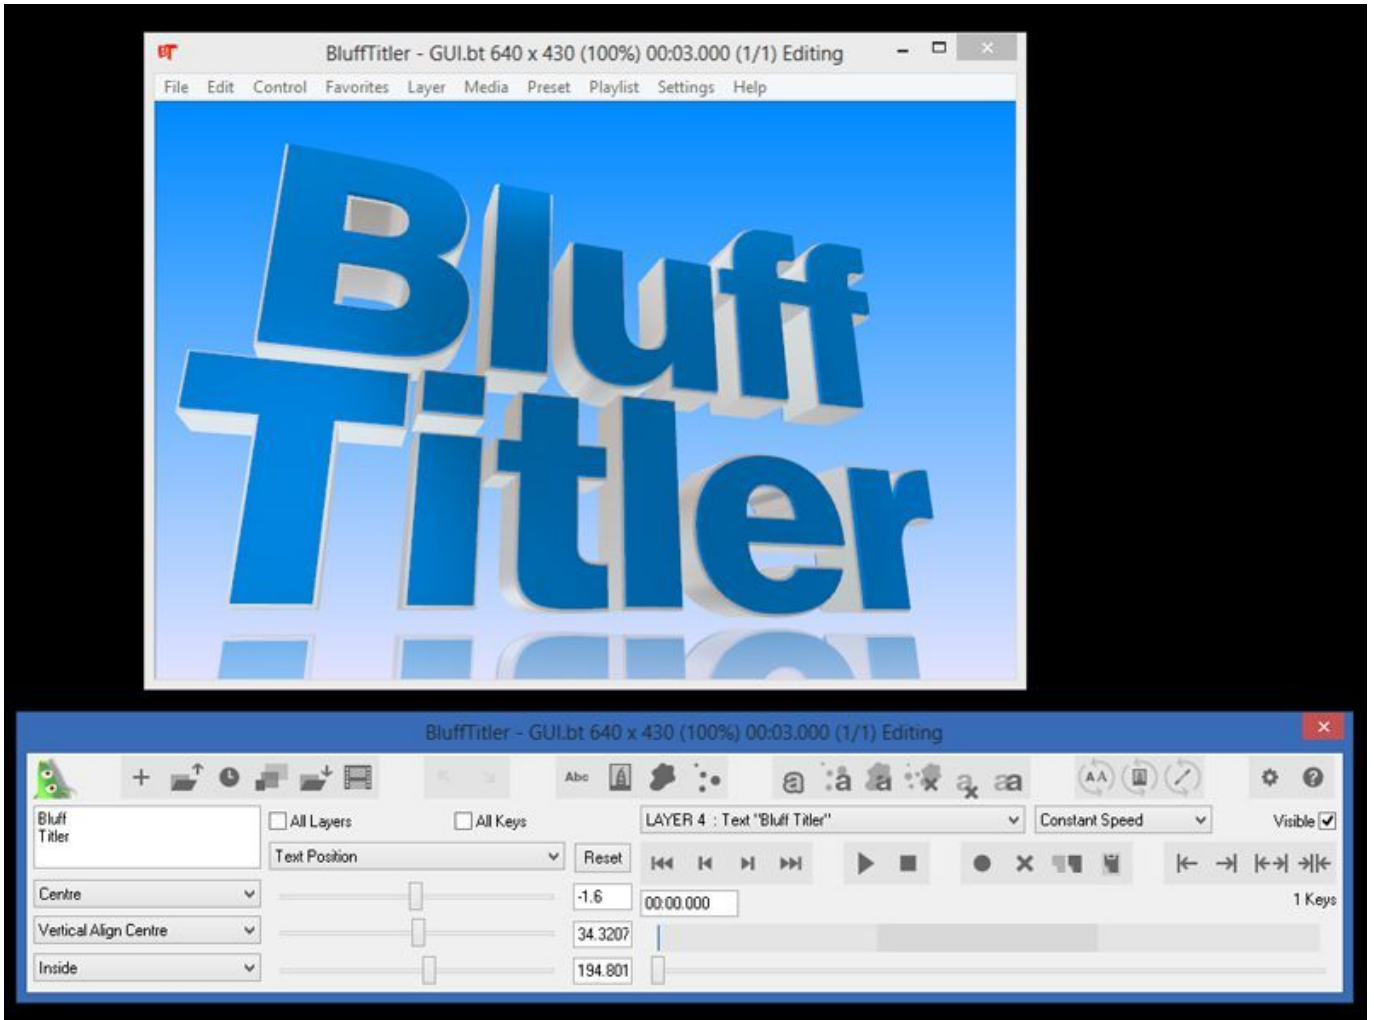 BT BluffTitler - GUI.bt 640 x 430 (100%) 00:03.000 (1/1) Editing
File Edit Control Favorites Layer Media Preset Playlist Settings Help
Bluff
Titler
BluffTitler - GUI.bt 640 x 430 (100%) 00:03.000 (1/1) Editing
Abc A a a a a a aa AA A
Bluff
Titler
All Layers All Keys LAYER 4 : Text "Bluff Titler" Constant Speed Visible
Text Position Reset
Centre -1.6 00:00.000 1 Keys
Vertical Align Centre 34.3207
Inside 194.801